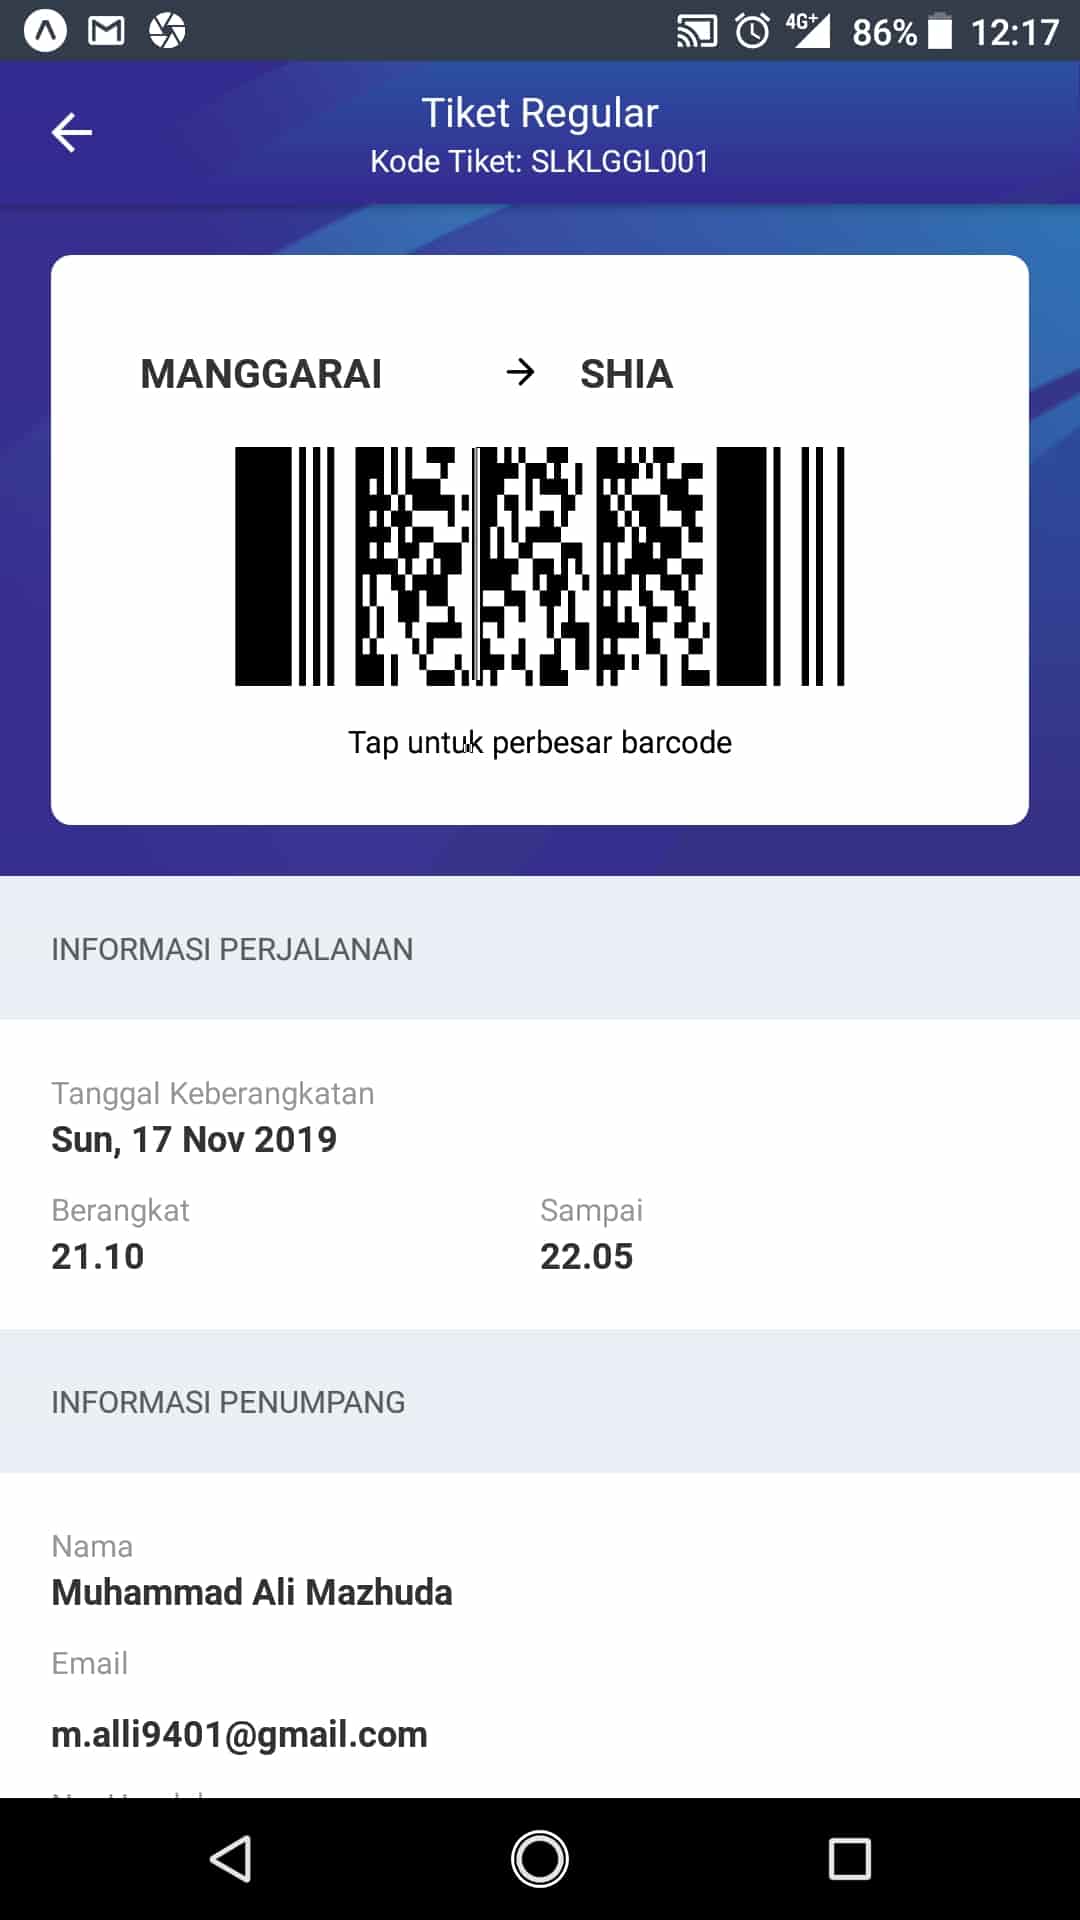 4G+ 86% 12:17
Tiket Regular
Kode Tiket: SLKLGGL001
MANGGARAI → SHIA
Tap untuk perbesar barcode
INFORMASI PERJALANAN
Tanggal Keberangkatan
Sun, 17 Nov 2019
Berangkat Sampai
21.10 22.05
INFORMASI PENUMPANG
Nama
Muhammad Ali Mazhuda
Email
m.alli9401@gmail.com